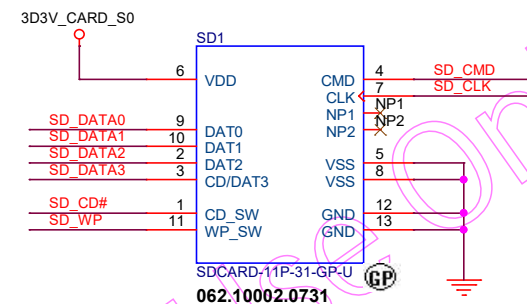 3D3V_CARD_S0
SD1
6 VDD
CMD 4 SD_CMD
CLK 7 SD_CLK
NP1 NP1
NP2 NP2
SD_DATA0 9 DAT0
SD_DATA1 10 DAT1
SD_DATA2 2 DAT2
SD_DATA3 3 CD/DAT3
VSS 5
VSS 8
SD_CD# 1 CD_SW
SD_WP 11 WP_SW
GND 12
GND 13
SDCARD-11P-31-GP-U
GP
062.10002.0731